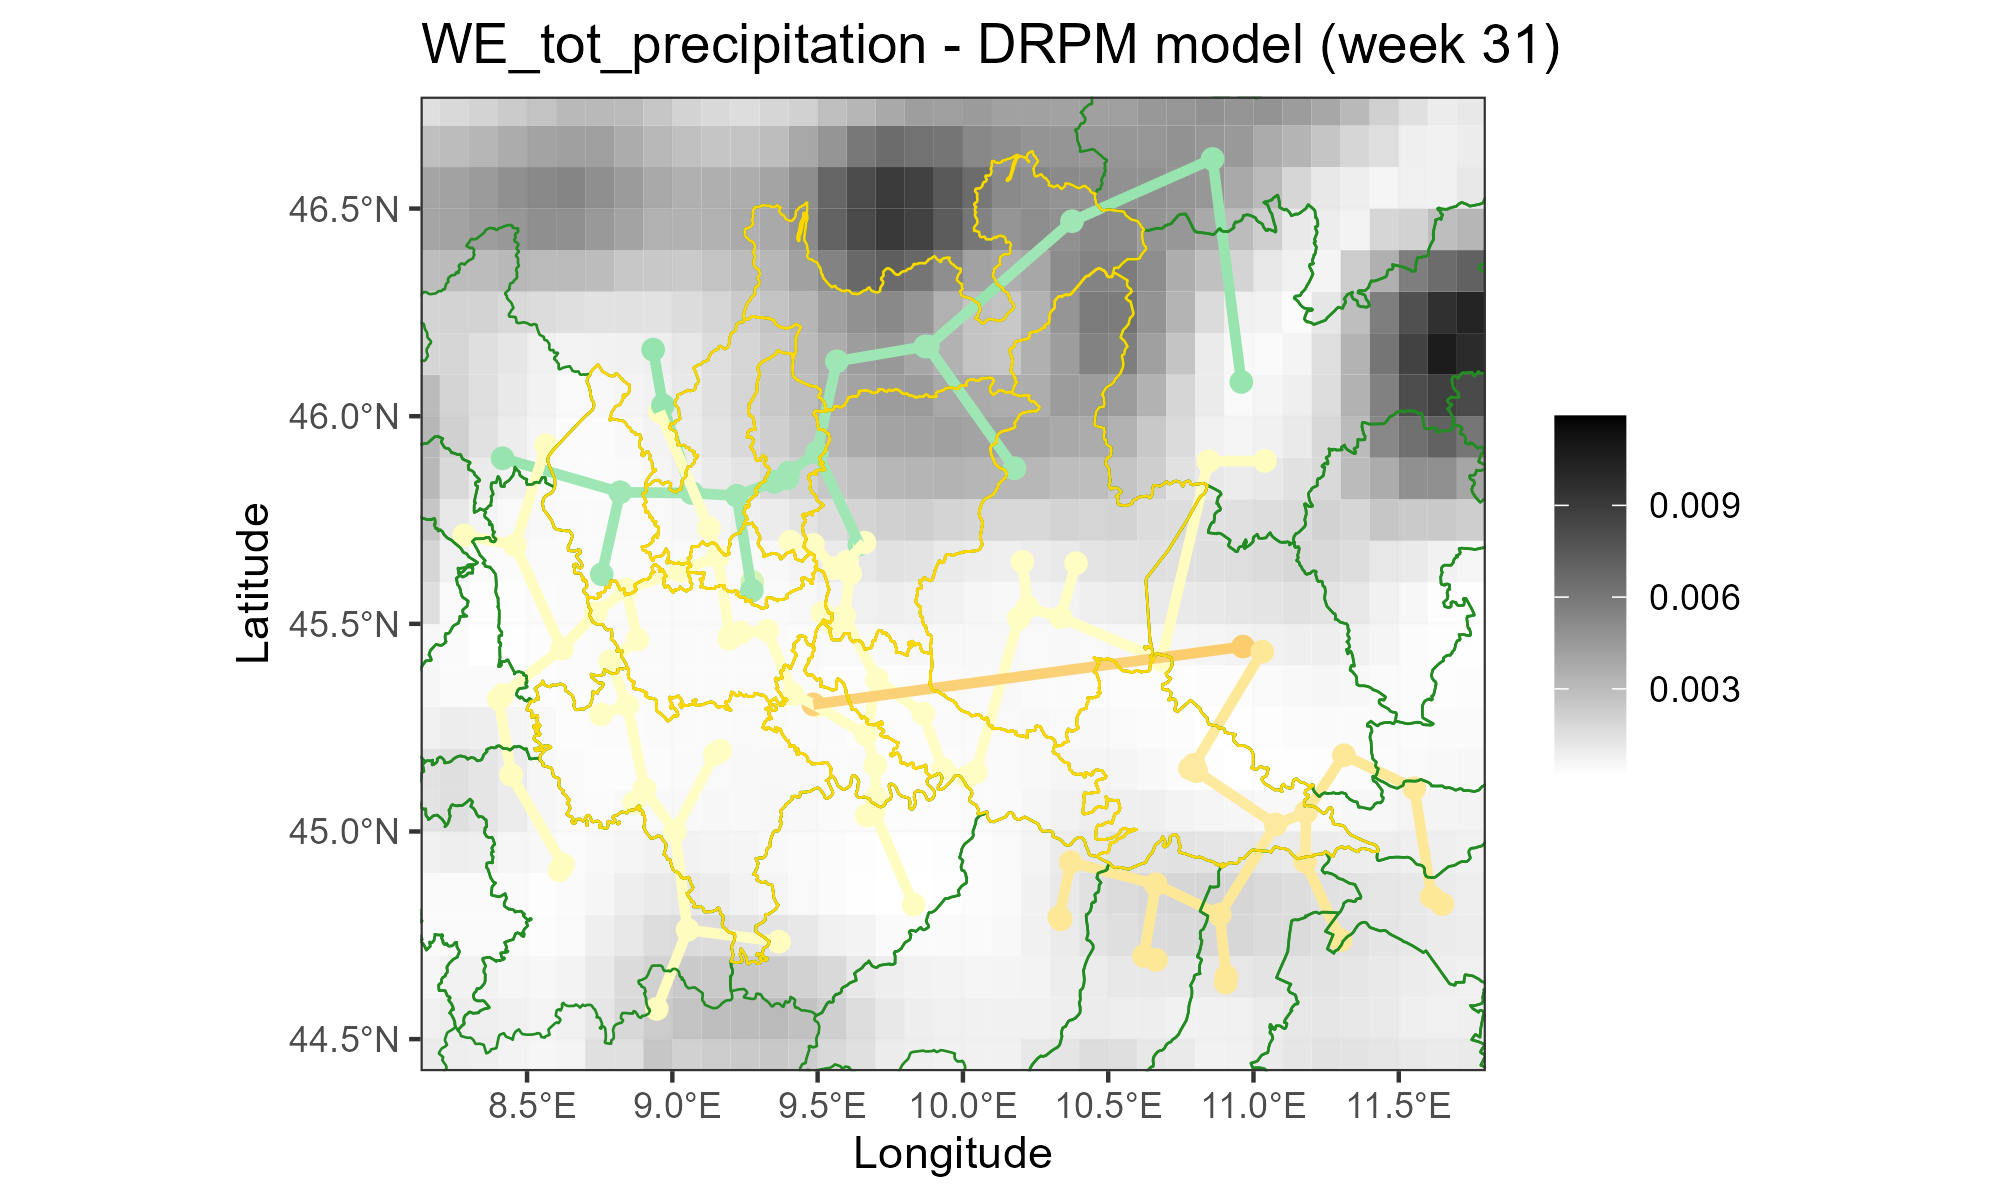 WE_tot_precipitation - DRPM model (week 31)
46.5°N
46.0°N
45.5°N
45.0°N
44.5°N
Latitude
8.5°E 9.0°E 9.5°E 10.0°E 10.5°E 11.0°E 11.5°E
Longitude
0.009
0.006
0.003